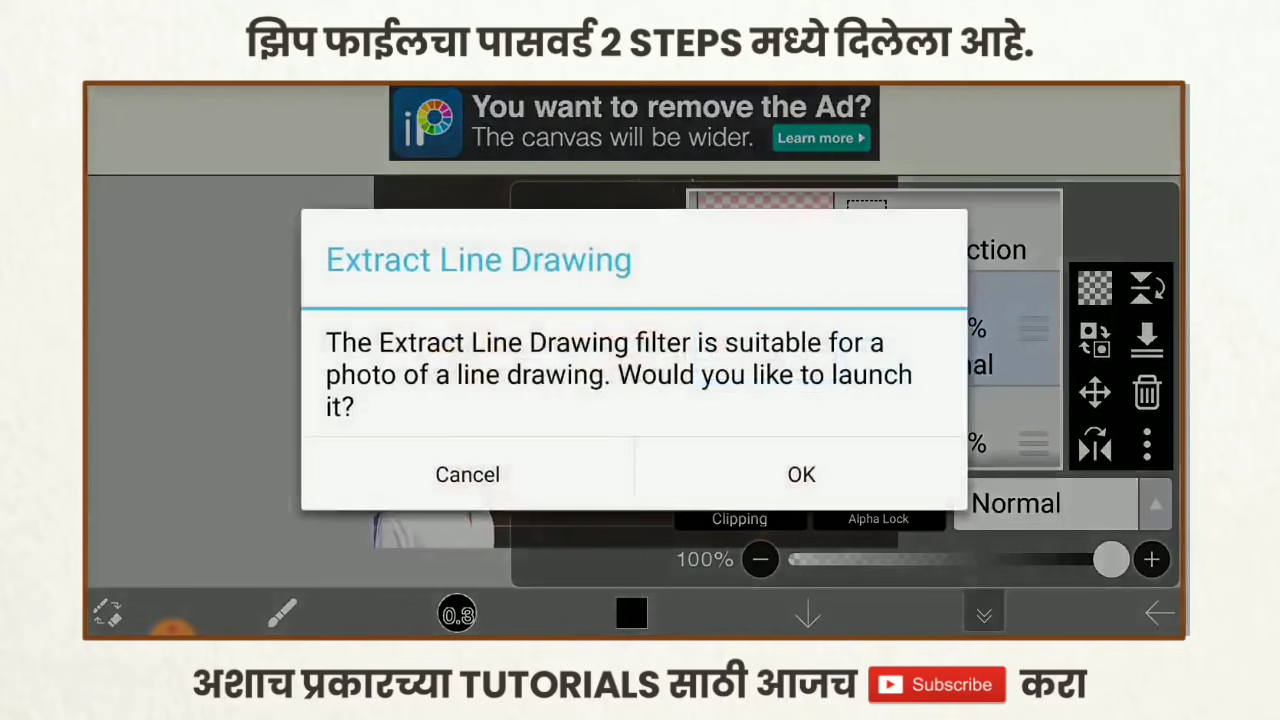 झिप फाईलचा पासवर्ड 2 STEPS मध्ये दिलेला आहे.
iP
You want to remove the Ad?
The canvas will be wider. Learn more
ction
Extract Line Drawing
%
The Extract Line Drawing filter is suitable for a
photo of a line drawing. Would you like to launch
it?
al
%
Cancel OK
Clipping Alpha Lock Normal
100%
0.3
अशाच प्रकारच्या TUTORIALS साठी आजच Subscribe करा